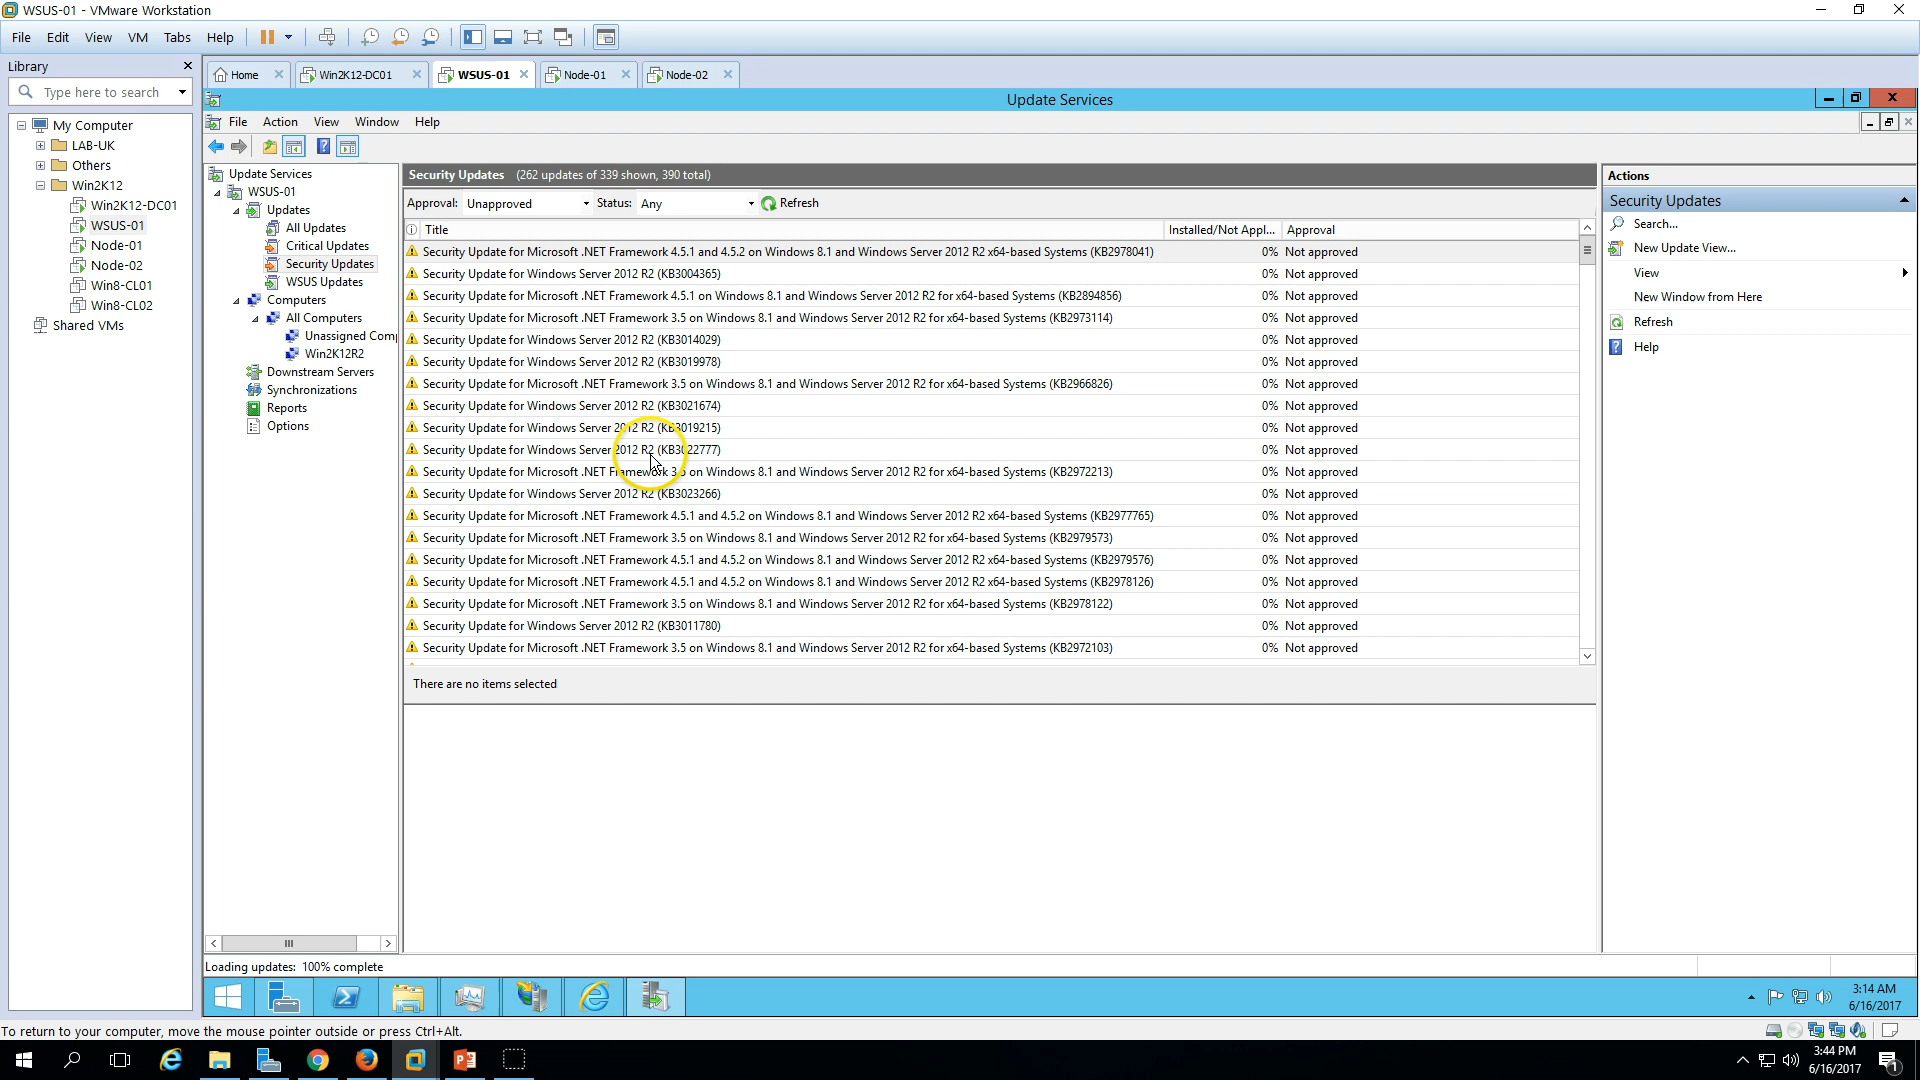 WSUS-01 - VMware Workstation
File Edit View VM Tabs Help
Library
Type here to search
My Computer
LAB-UK
Others
Win2K12
Win2K12-DC01
WSUS-01
Node-01
Node-02
Win8-CL01
Win8-CL02
Shared VMs
Home Win2K12-DC01 WSUS-01 Node-01 Node-02
Update Services
File Action View Window Help
Update Services
WSUS-01
Updates
All Updates
Critical Updates
Security Updates
WSUS Updates
Computers
All Computers
Unassigned Comp
Win2K12R2
Downstream Servers
Synchronizations
Reports
Options
Security Updates (262 updates of 339 shown, 390 total)
Approval: Unapproved Status: Any Refresh
Title Installed/Not Appl... Approval
Security Update for Microsoft .NET Framework 4.5.1 and 4.5.2 on Windows 8.1 and Windows Server 2012 R2 x64-based Systems (KB2978041) 0% Not approved
Security Update for Windows Server 2012 R2 (KB3004365) 0% Not approved
Security Update for Microsoft .NET Framework 4.5.1 on Windows 8.1 and Windows Server 2012 R2 for x64-based Systems (KB2894856) 0% Not approved
Security Update for Microsoft .NET Framework 3.5 on Windows 8.1 and Windows Server 2012 R2 for x64-based Systems (KB2973114) 0% Not approved
Security Update for Windows Server 2012 R2 (KB3014029) 0% Not approved
Security Update for Windows Server 2012 R2 (KB3019978) 0% Not approved
Security Update for Microsoft .NET Framework 3.5 on Windows 8.1 and Windows Server 2012 R2 for x64-based Systems (KB2966826) 0% Not approved
Security Update for Windows Server 2012 R2 (KB3021674) 0% Not approved
Security Update for Windows Server 2012 R2 (KB3019215) 0% Not approved
Security Update for Windows Server 2012 R2 (KB3022777) 0% Not approved
Security Update for Microsoft .NET Framework 3.5 on Windows 8.1 and Windows Server 2012 R2 for x64-based Systems (KB2972213) 0% Not approved
Security Update for Windows Server 2012 R2 (KB3023266) 0% Not approved
Security Update for Microsoft .NET Framework 4.5.1 and 4.5.2 on Windows 8.1 and Windows Server 2012 R2 x64-based Systems (KB2977765) 0% Not approved
Security Update for Microsoft .NET Framework 3.5 on Windows 8.1 and Windows Server 2012 R2 for x64-based Systems (KB2979573) 0% Not approved
Security Update for Microsoft .NET Framework 4.5.1 and 4.5.2 on Windows 8.1 and Windows Server 2012 R2 x64-based Systems (KB2979576) 0% Not approved
Security Update for Microsoft .NET Framework 4.5.1 and 4.5.2 on Windows 8.1 and Windows Server 2012 R2 x64-based Systems (KB2978126) 0% Not approved
Security Update for Microsoft .NET Framework 3.5 on Windows 8.1 and Windows Server 2012 R2 for x64-based Systems (KB2978122) 0% Not approved
Security Update for Windows Server 2012 R2 (KB3011780) 0% Not approved
Security Update for Microsoft .NET Framework 3.5 on Windows 8.1 and Windows Server 2012 R2 for x64-based Systems (KB2972103) 0% Not approved
There are no items selected
Actions
Security Updates
Search...
New Update View...
View
New Window from Here
Refresh
Help
Loading updates: 100% complete
3:14 AM
6/16/2017
To return to your computer, move the mouse pointer outside or press Ctrl+Alt.
3:44 PM
6/16/2017
1